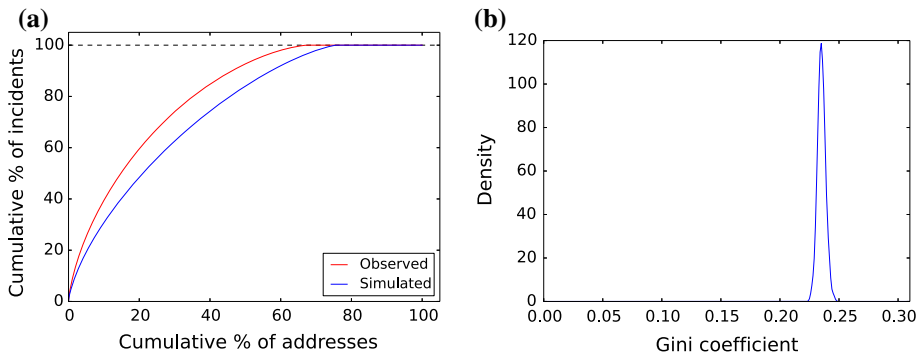 (a)
Cumulative % of incidents
100
80
60
40
20
0
0 20 40 60 80 100
Cumulative % of addresses
Observed
Simulated
(b)
Density
120
100
80
60
40
20
0
0.00 0.05 0.10 0.15 0.20 0.25 0.30
Gini coefficient